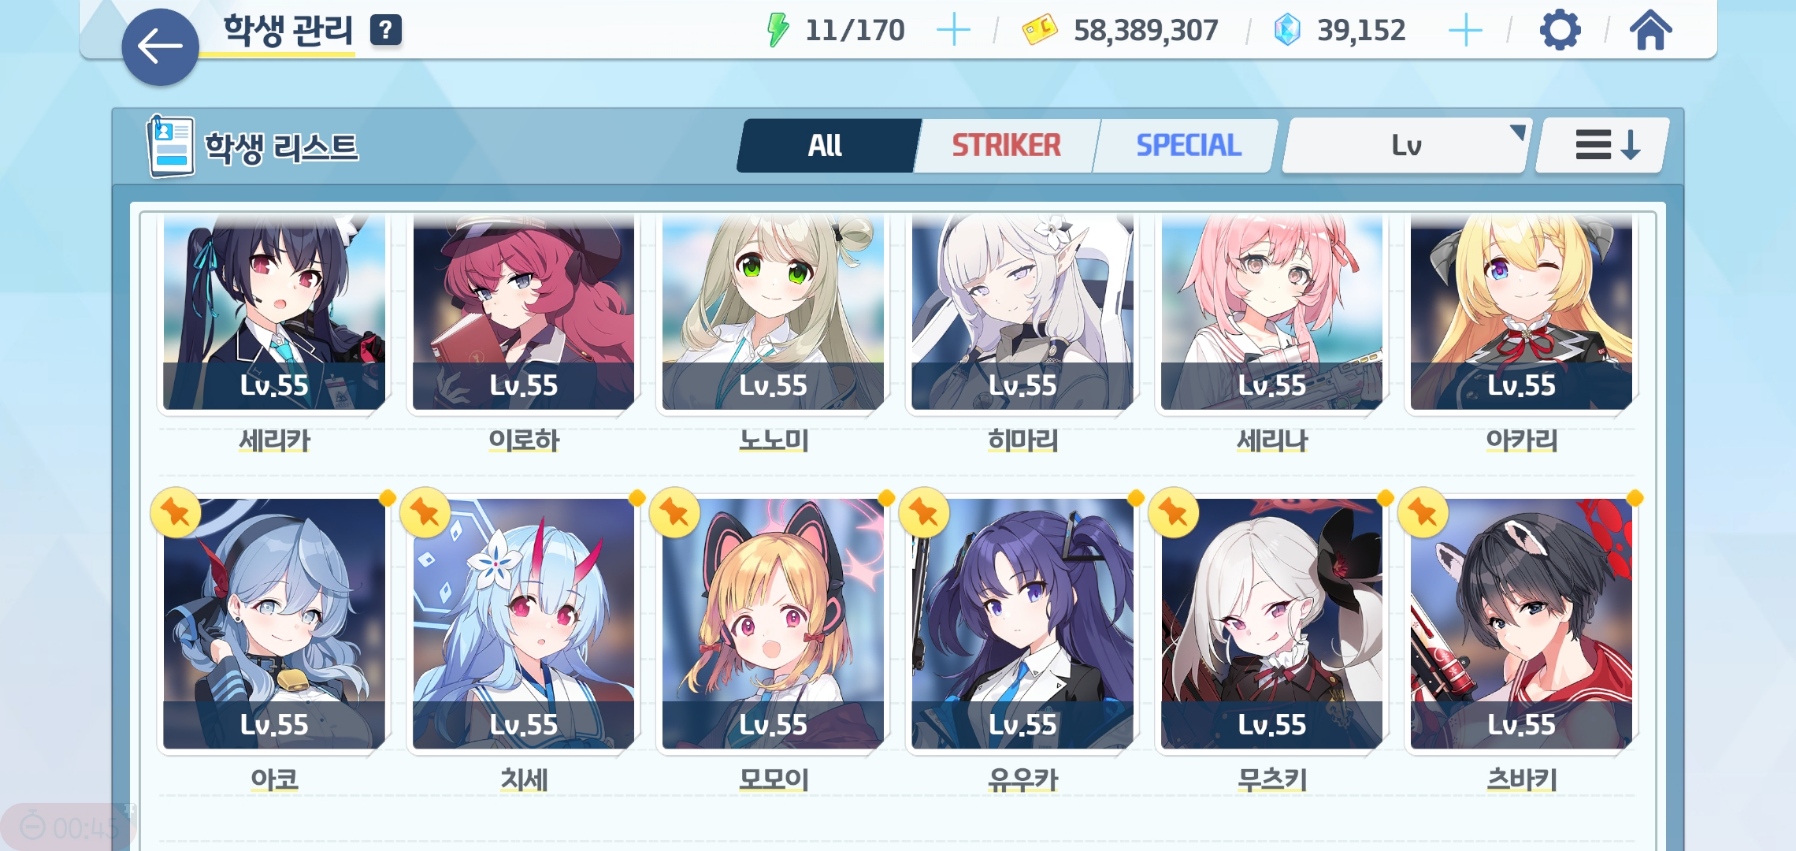 학생 관리 ? 11/170 58,389,307 39,152
학생 리스트 All STRIKER SPECIAL Lv
Lv.55 Lv.55 Lv.55 Lv.55 Lv.55 Lv.55
세리카 이로하 노노미 히마리 세리나 아카리
Lv.55 Lv.55 Lv.55 Lv.55 Lv.55 Lv.55
아코 치세 모모이 유우카 무츠키 츠바키
00:45